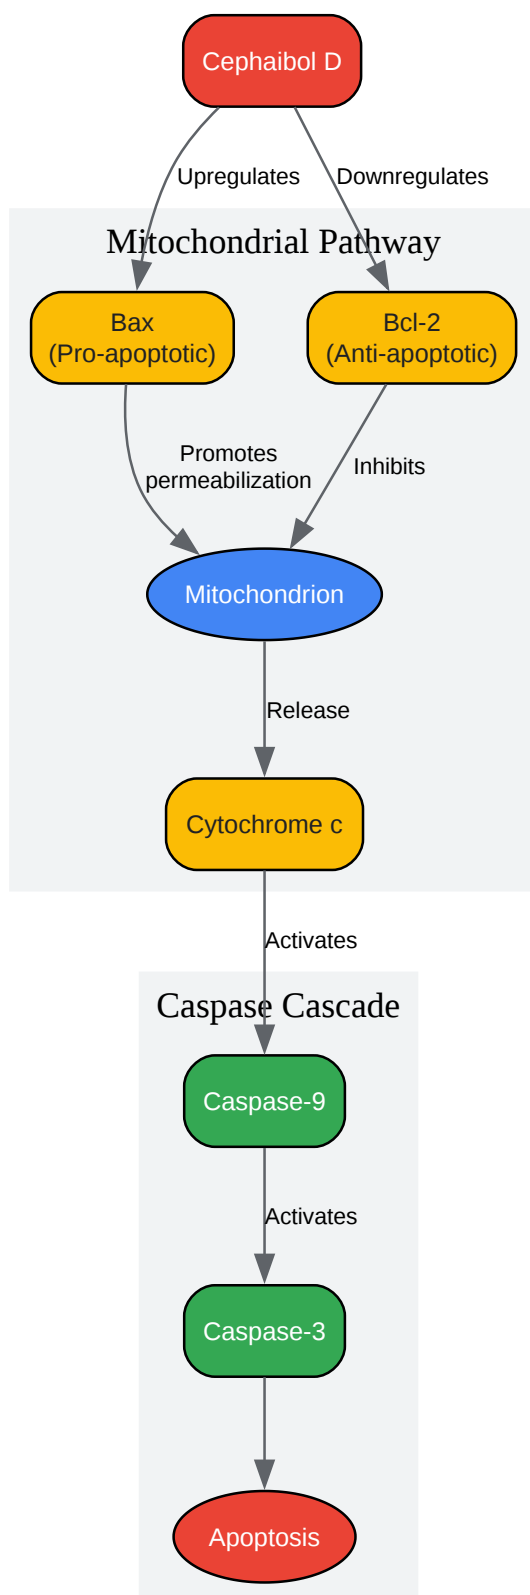 Cephaibol D
Upregulates
Downregulates
Mitochondrial Pathway
Bax
(Pro-apoptotic)
Bcl-2
(Anti-apoptotic)
Promotes
permeabilization
Inhibits
Mitochondrion
Release
Cytochrome c
Activates
Caspase Cascade
Caspase-9
Activates
Caspase-3
Apoptosis